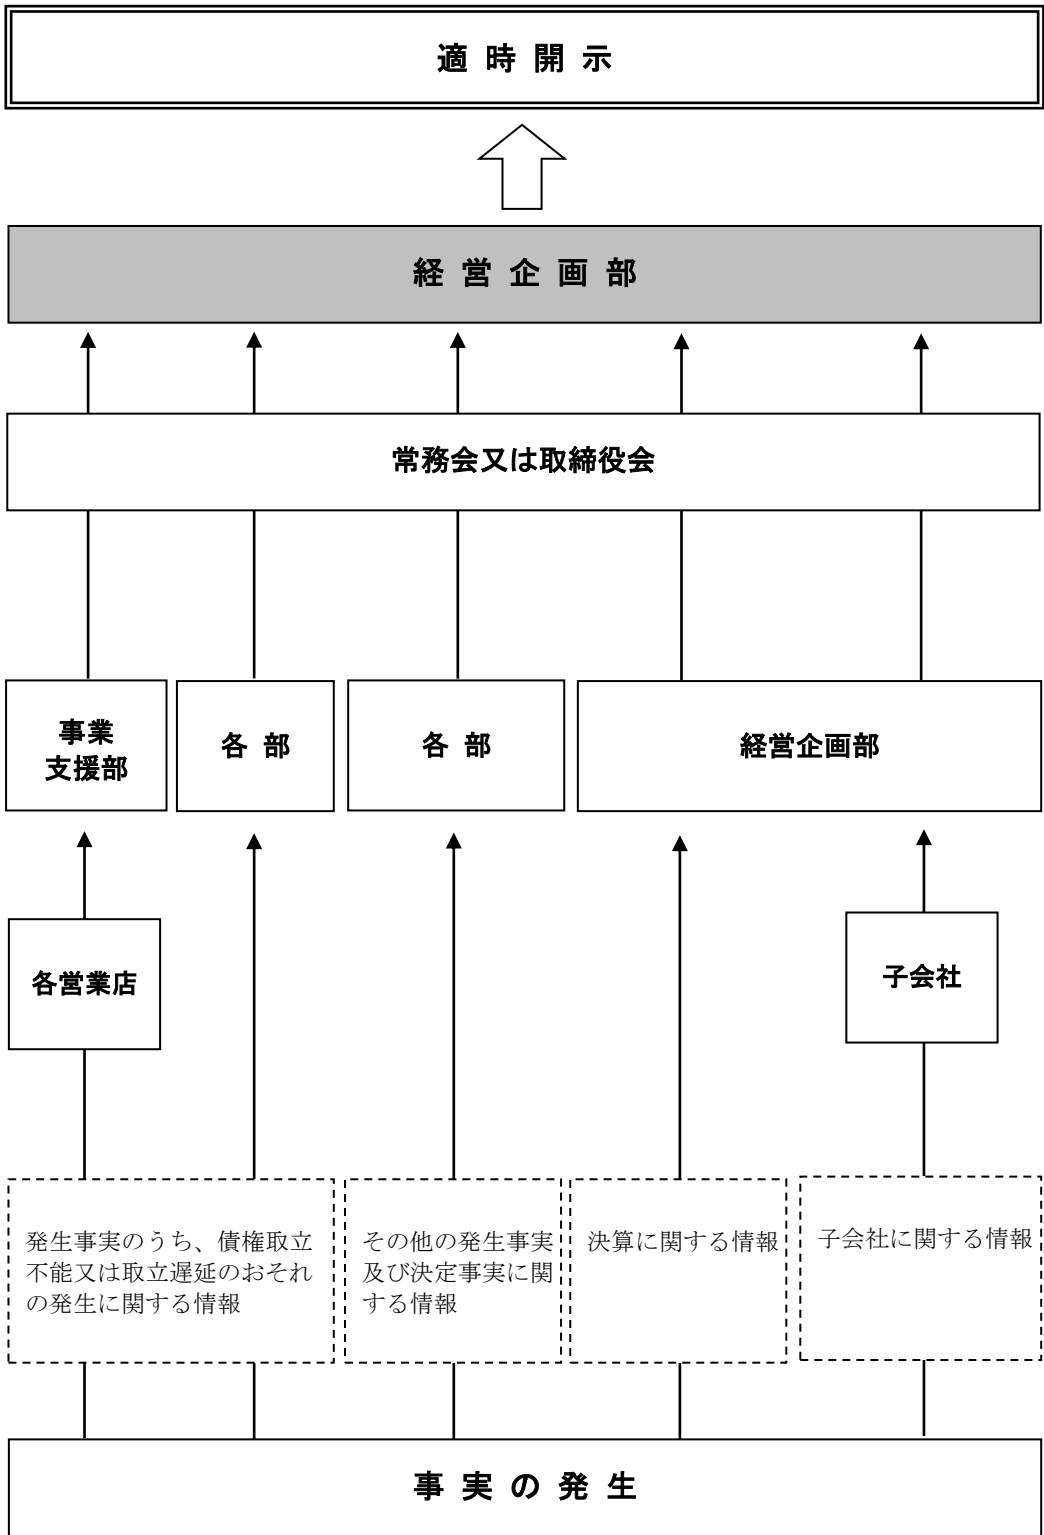 適時開示
経営企画部
常務会又は取締役会
事業
支援部
各部
各部
経営企画部
各営業店
子会社
発生事実のうち、債権取立
不能又は取立遅延のおそれ
の発生に関する情報
その他の発生事実
及び決定事実に関
する情報
決算に関する情報
子会社に関する情報
事実の発生